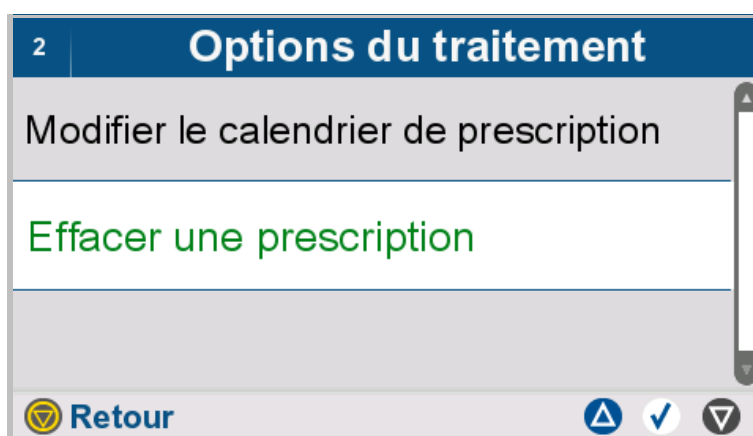 2
Options du traitement
Modifier le calendrier de prescription
Effacer une prescription
Retour